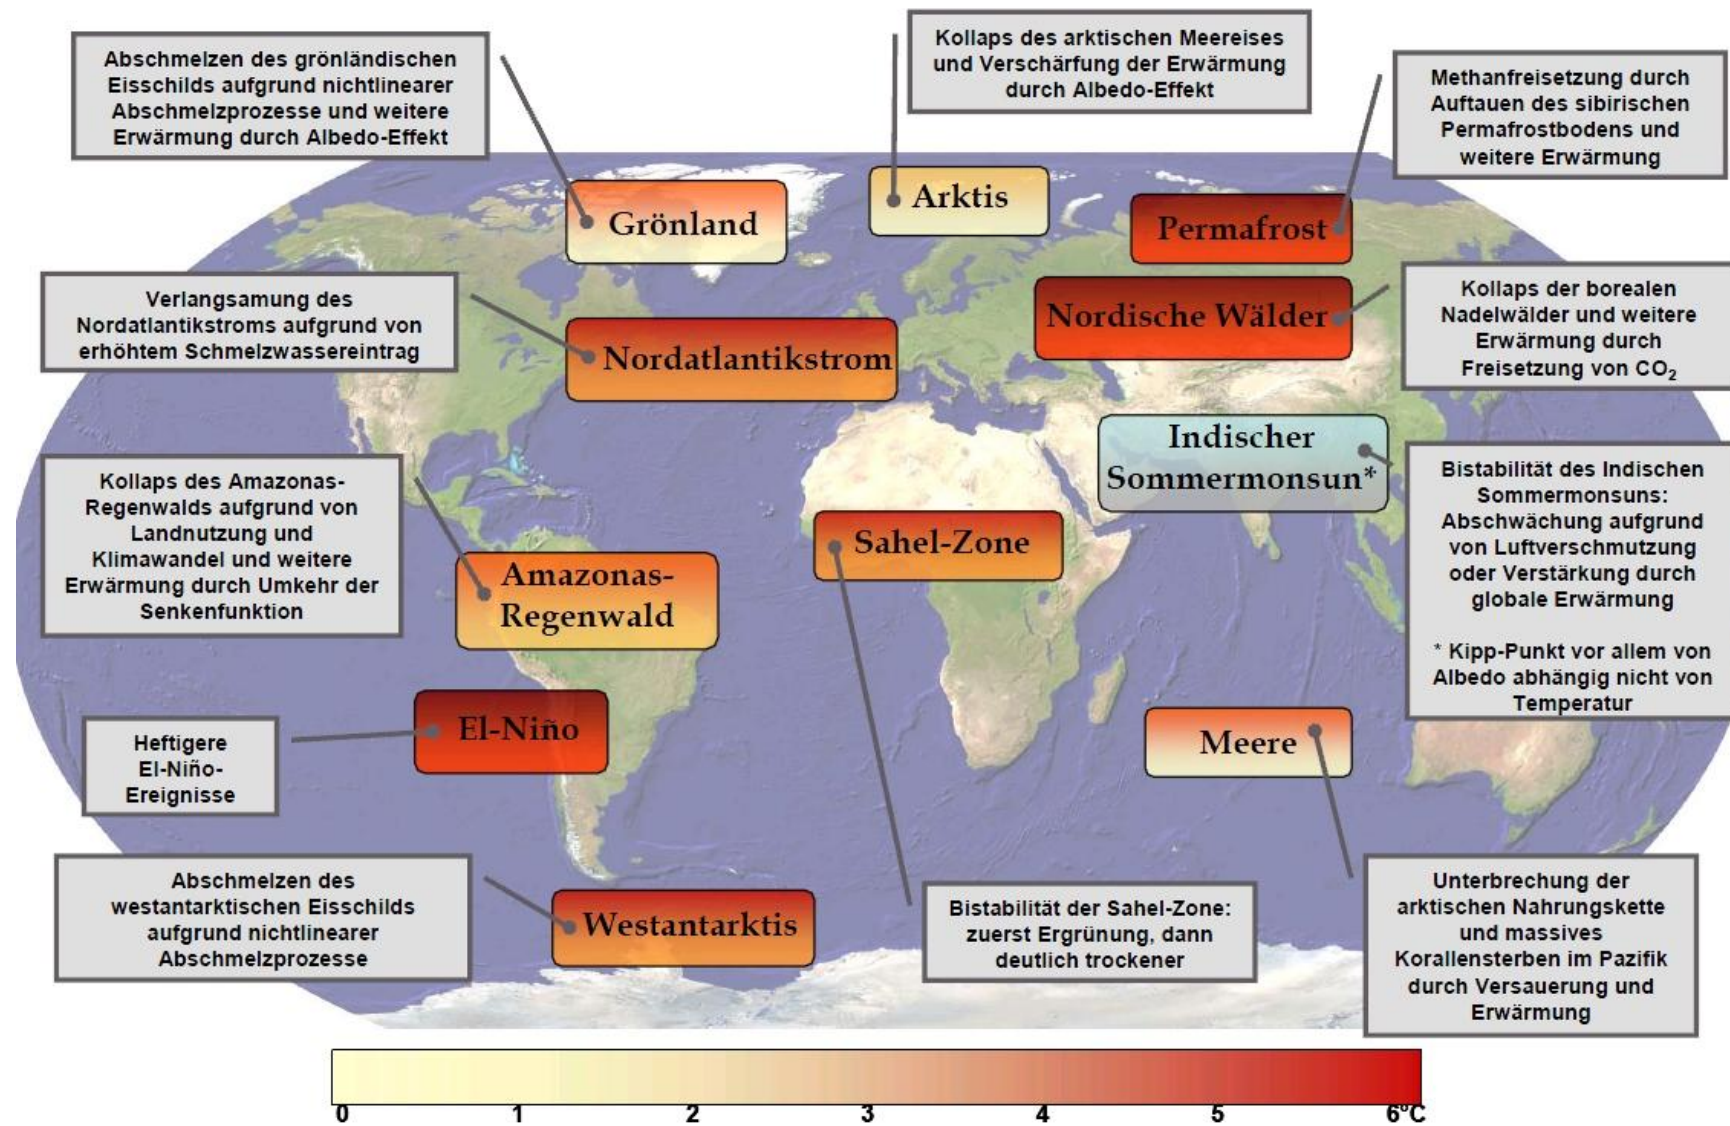 Abschmelzen des grönländischen
Eisschilds aufgrund nichtlinearer
Abschmelzprozesse und weitere
Erwärmung durch Albedo-Effekt
Kollaps des arktischen Meereises
und Verschärfung der Erwärmung
durch Albedo-Effekt
Methanfreisetzung durch
Auftauen des sibirischen
Permafrostbodens und
weitere Erwärmung
Grönland
Arktis
Permafrost
Verlangsamung des
Nordatlantikstroms aufgrund von
erhöhtem Schmelzwassereintrag
Nordatlantikstrom
Nordische Wälder
Kollaps der borealen
Nadelwälder und weitere
Erwärmung durch
Freisetzung von CO₂
Indischer
Sommermonsun*
Kollaps des Amazonas-
Regenwalds aufgrund von
Landnutzung und
Klimawandel und weitere
Erwärmung durch Umkehr der
Senkenfunktion
Amazonas-
Regenwald
Sahel-Zone
Bistabilität des Indischen
Sommermonsuns:
Abschwächung aufgrund
von Luftverschmutzung
oder Verstärkung durch
globale Erwärmung
* Kipp-Punkt vor allem von
Albedo abhängig nicht von
Temperatur
Heftigere
El-Niño-
Ereignisse
El-Niño
Meere
Abschmelzen des
westantarktischen Eisschilds
aufgrund nichtlinearer
Abschmelzprozesse
Westantarktis
Bistabilität der Sahel-Zone:
zuerst Ergrünung, dann
deutlich trockener
Unterbrechung der
arktischen Nahrungskette
und massives
Korallensterben im Pazifik
durch Versauerung und
Erwärmung
0 1 2 3 4 5 6°C